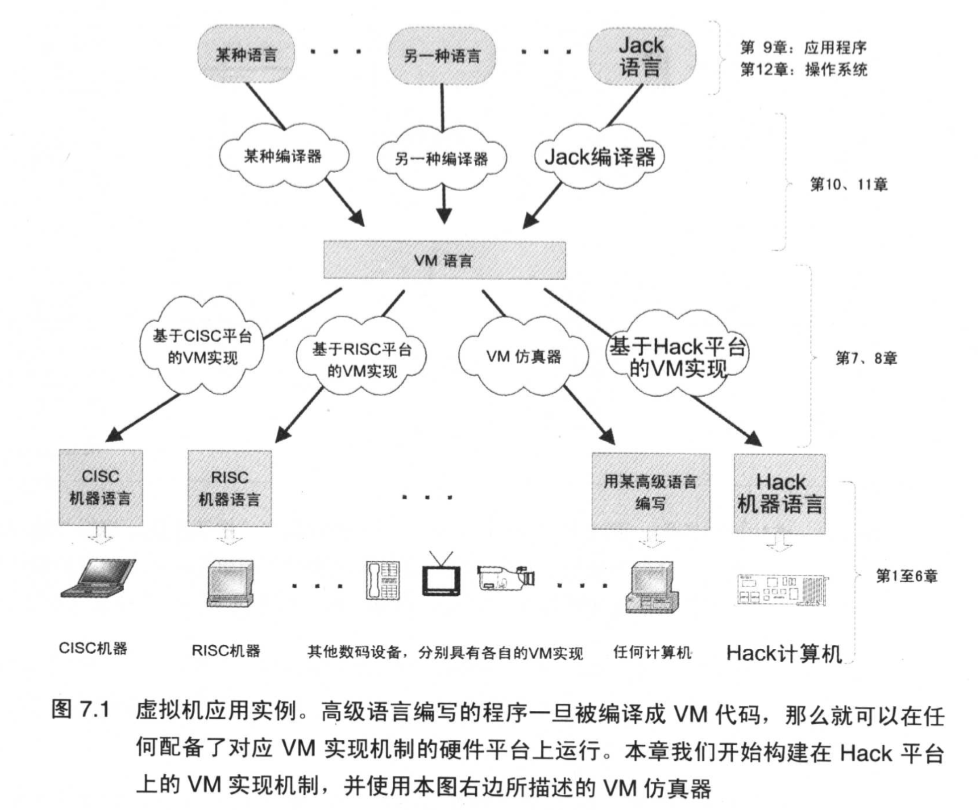 某种语言 · · · 另一种语言 · · · Jack
语言
第 9章：应用程序
第12章：操作系统
某种编译器
另一种编译器
Jack编译器
第10、11章
VM 语言
基于CISC平台
的VM实现
基于RISC平台
的VM实现
VM 仿真器
基于Hack平台
的VM实现
第7、8章
CISC
机器语言
RISC
机器语言
· · ·
用某高级语言
编写
Hack
机器语言
· · ·
· · ·
第1至6章
CISC机器
RISC机器
其他数码设备，分别具有各自的VM实现
任何计算机
Hack计算机
图 7.1 虚拟机应用实例。高级语言编写的程序一旦被编译成 VM 代码，那么就可以在任
何配备了对应 VM 实现机制的硬件平台上运行。本章我们开始构建在 Hack 平台
上的 VM 实现机制，并使用本图右边所描述的 VM 仿真器